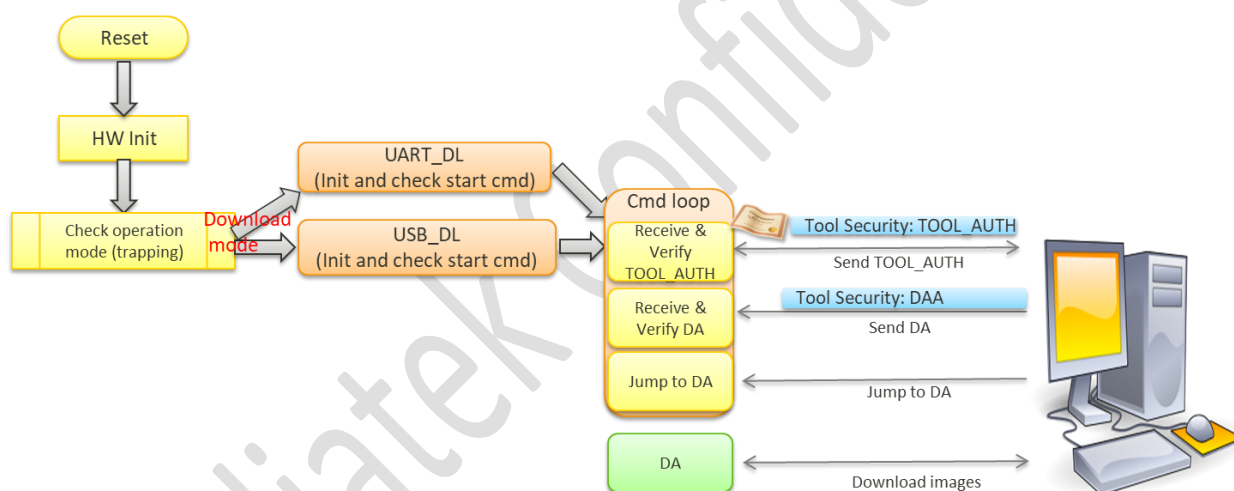 Reset
HW Init
Check operation
mode (trapping)
Download
mode
UART_DL
(Init and check start cmd)
USB_DL
(Init and check start cmd)
Cmd loop
Receive &
Verify
TOOL_AUTH
Receive &
Verify DA
Jump to DA
DA
Tool Security: TOOL_AUTH
Send TOOL_AUTH
Tool Security: DAA
Send DA
Jump to DA
Download images
diatek confide